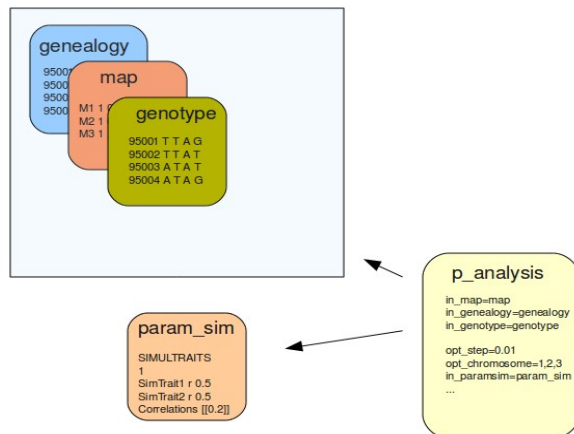 genealogy
95001
9500
9500
9500
map
M1 1
M2 1
M3 1
genotype
95001 T T A G
95002 T T A T
95003 A T A T
95004 A T A G
param_sim
SIMULTRAITS
1
SimTrait1 r 0.5
SimTrait2 r 0.5
Correlations [[0.2]]
p_analysis
in_map=map
in_genealogy=genealogy
in_genotype=genotype
opt_step=0.01
opt_chromosome=1,2,3
in_paramsim=param_sim
...